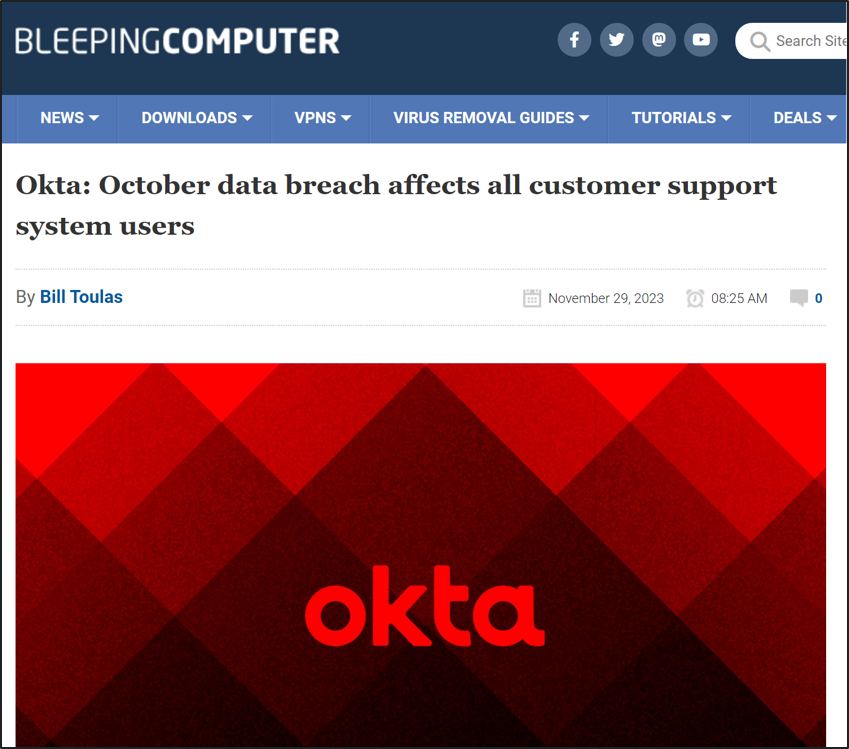 BLEEPINGCOMPUTER
Search Site
NEWS DOWNLOADS VPNS VIRUS REMOVAL GUIDES TUTORIALS DEALS
Okta: October data breach affects all customer support
system users
By Bill Toulas November 29, 2023 08:25 AM 0
okta